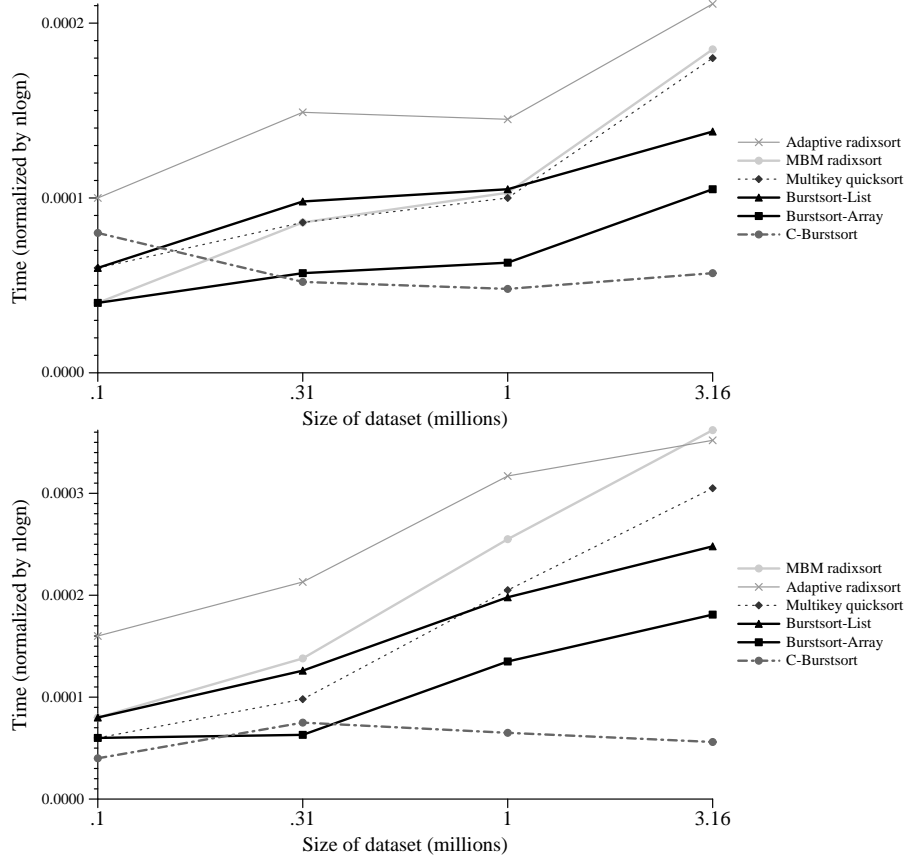 0.0002
0.0001
0.0000
Time (normalized by nlogn)
.1
.31
1
3.16
Size of dataset (millions)
Adaptive radixsort
MBM radixsort
Multikey quicksort
Burstsort-List
Burstsort-Array
C-Burstsort
0.0003
0.0002
0.0001
0.0000
Time (normalized by nlogn)
.1
.31
1
3.16
Size of dataset (millions)
MBM radixsort
Adaptive radixsort
Multikey quicksort
Burstsort-List
Burstsort-Array
C-Burstsort